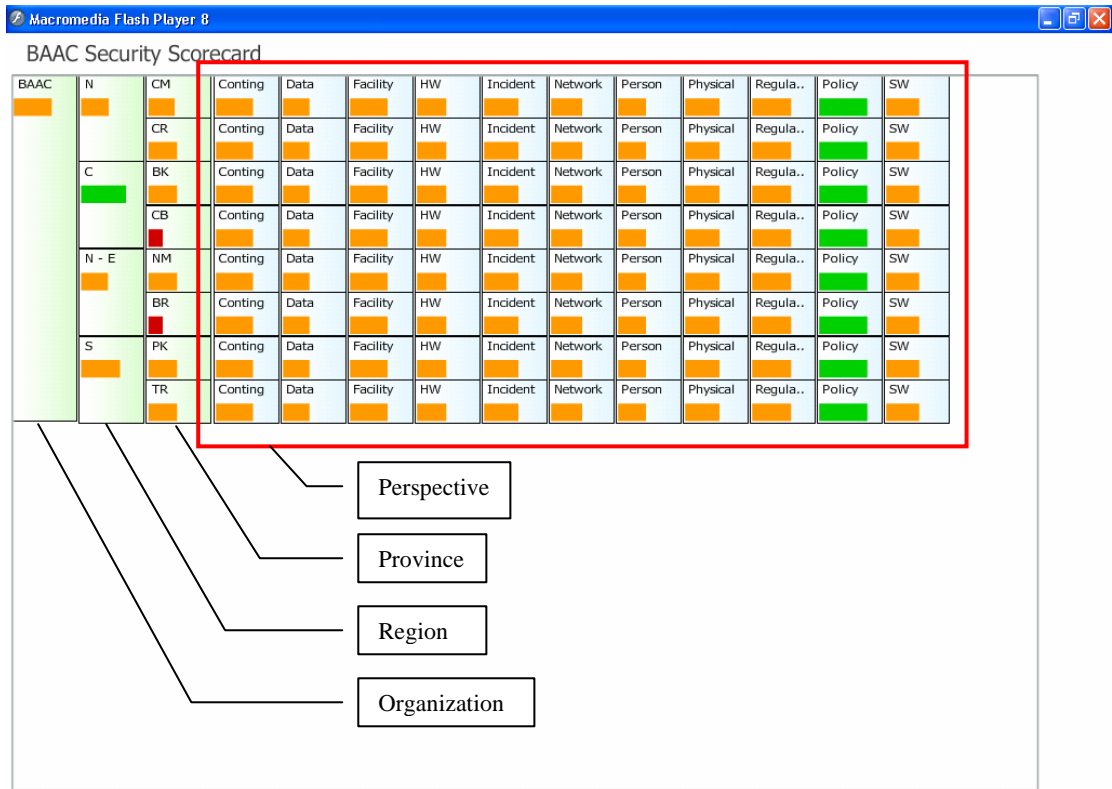 Macromedia Flash Player 8
BAAC Security Scorecard
BAAC N CM Conting Data Facility HW Incident Network Person Physical Regula.. Policy SW
CR Conting Data Facility HW Incident Network Person Physical Regula.. Policy SW
C BK Conting Data Facility HW Incident Network Person Physical Regula.. Policy SW
CB Conting Data Facility HW Incident Network Person Physical Regula.. Policy SW
N - E NM Conting Data Facility HW Incident Network Person Physical Regula.. Policy SW
BR Conting Data Facility HW Incident Network Person Physical Regula.. Policy SW
S PK Conting Data Facility HW Incident Network Person Physical Regula.. Policy SW
TR Conting Data Facility HW Incident Network Person Physical Regula.. Policy SW
Perspective
Province
Region
Organization